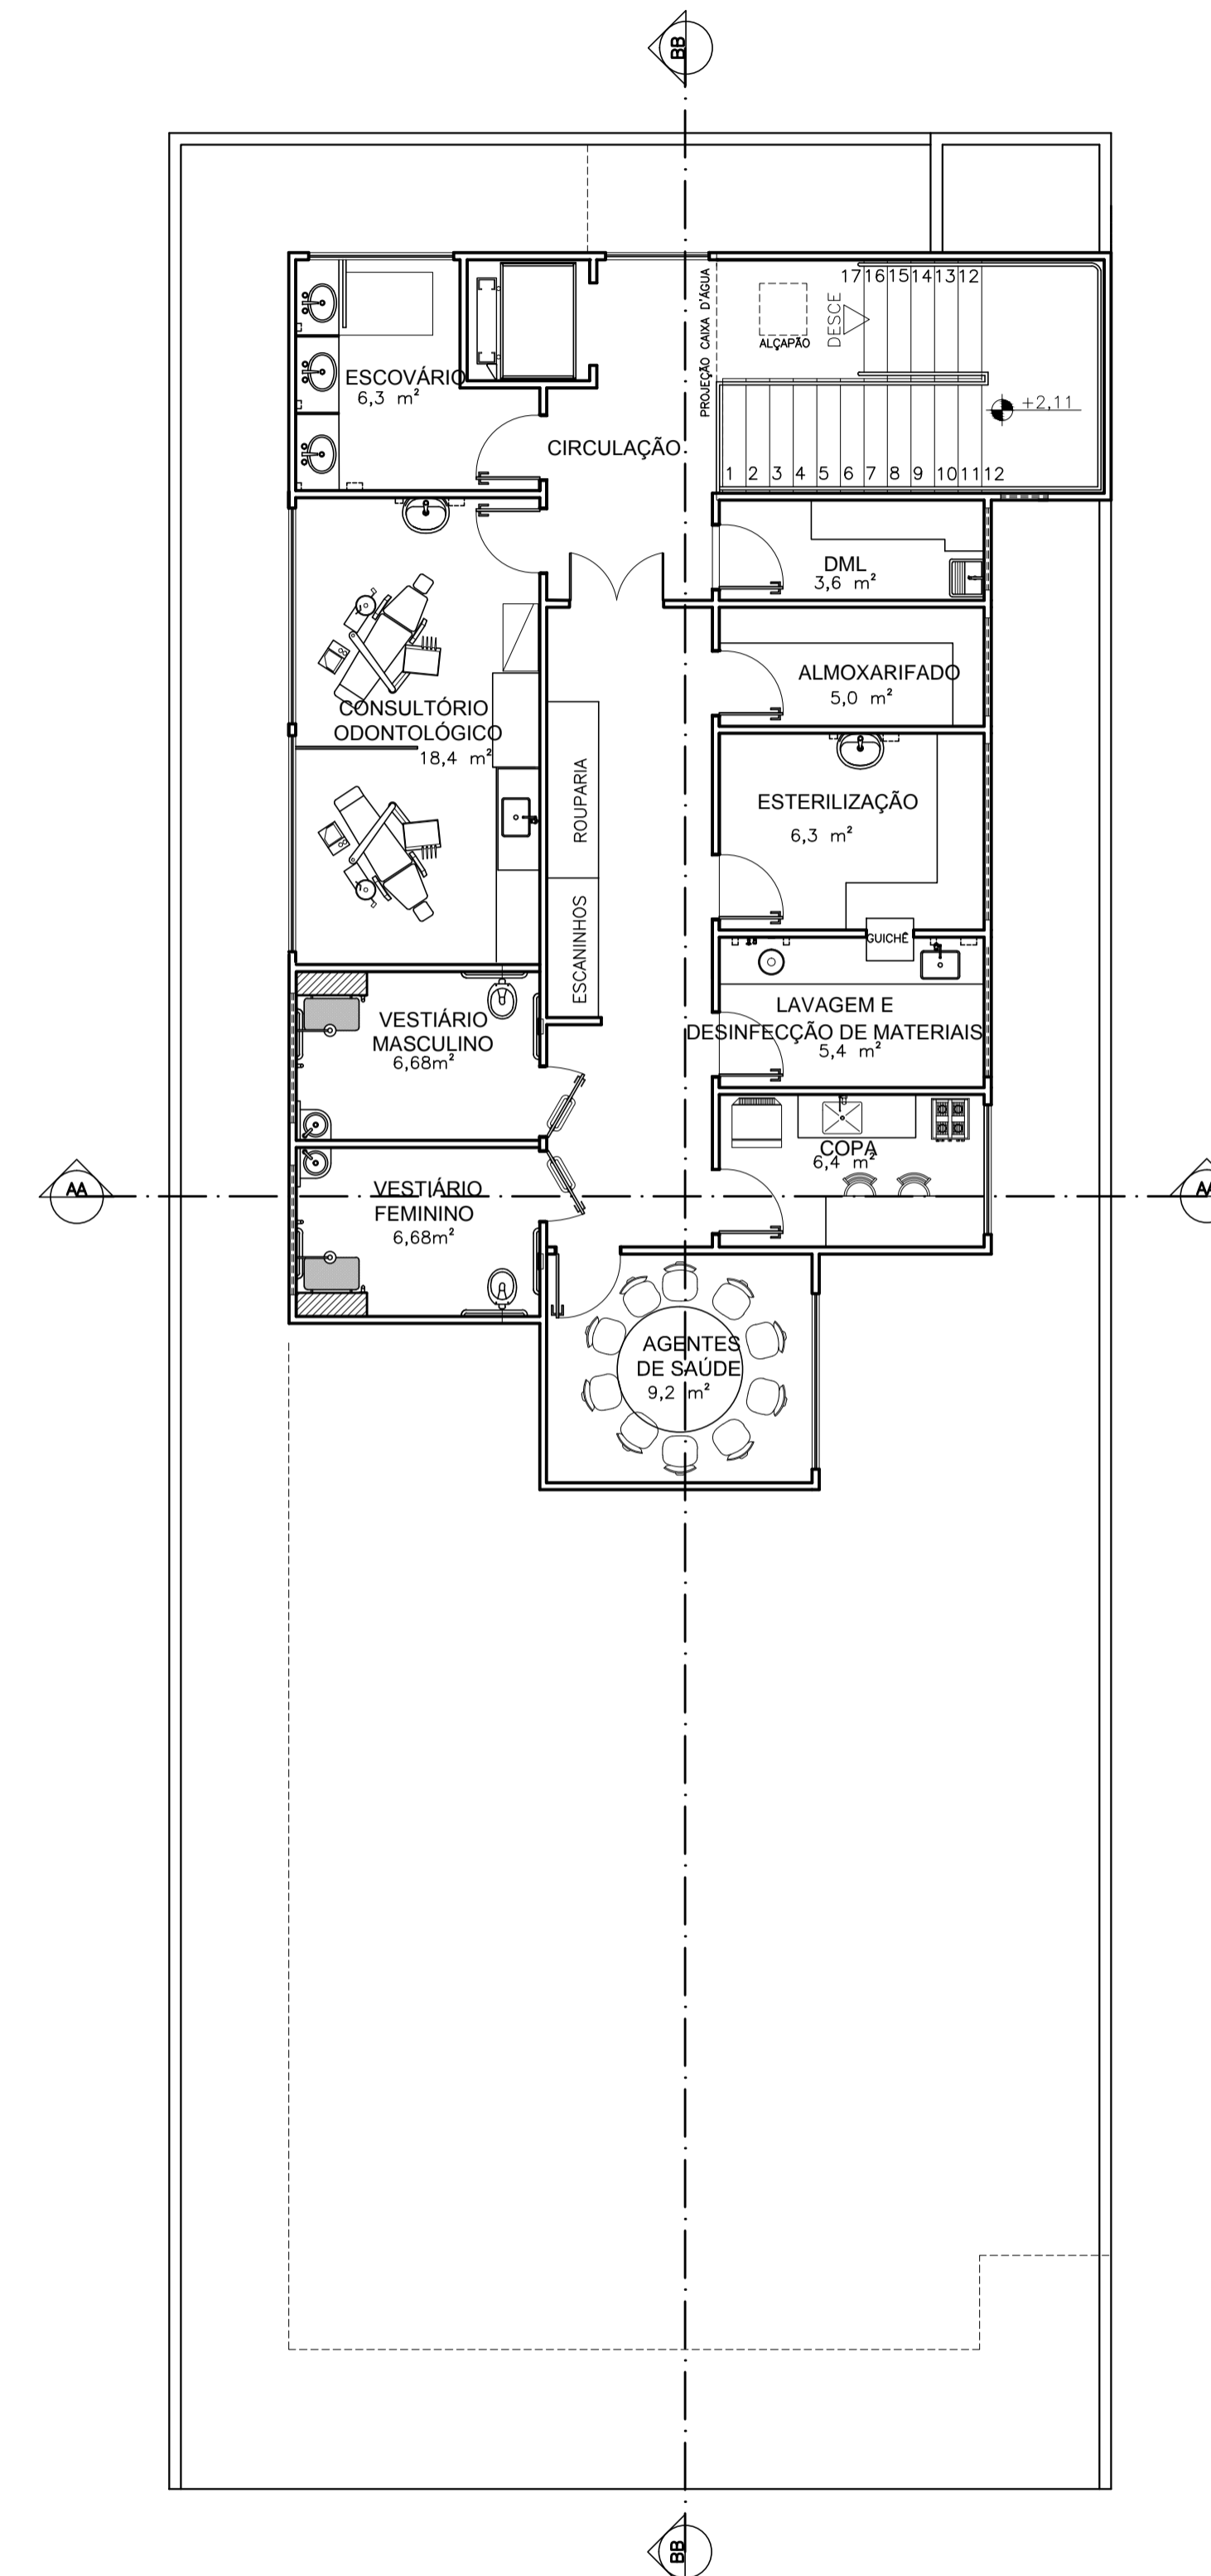 BB
17 16 15 14 13 12
PROJEÇÃO CAIXA D'ÁGUA
DESCE
ALÇAPÃO
ESCOVÁRIO
6,3 m²
+2,11
CIRCULAÇÃO
1 2 3 4 5 6 7 8 9 10 11 12
DML
3,6 m²
ALMOXARIFADO
5,0 m²
CONSULTÓRIO
ODONTOLÓGICO
18,4 m²
ROUPARIA
ESTERILIZAÇÃO
6,3 m²
ESCANINHOS
GUICHÊ
LAVAGEM E
DESINFECÇÃO DE MATERIAIS
5,4 m²
VESTIÁRIO
MASCULINO
6,68m²
COPA
6,4 m²
AA
VESTIÁRIO
FEMININO
6,68m²
AA
AGENTES
DE SAÚDE
9,2 m²
BB